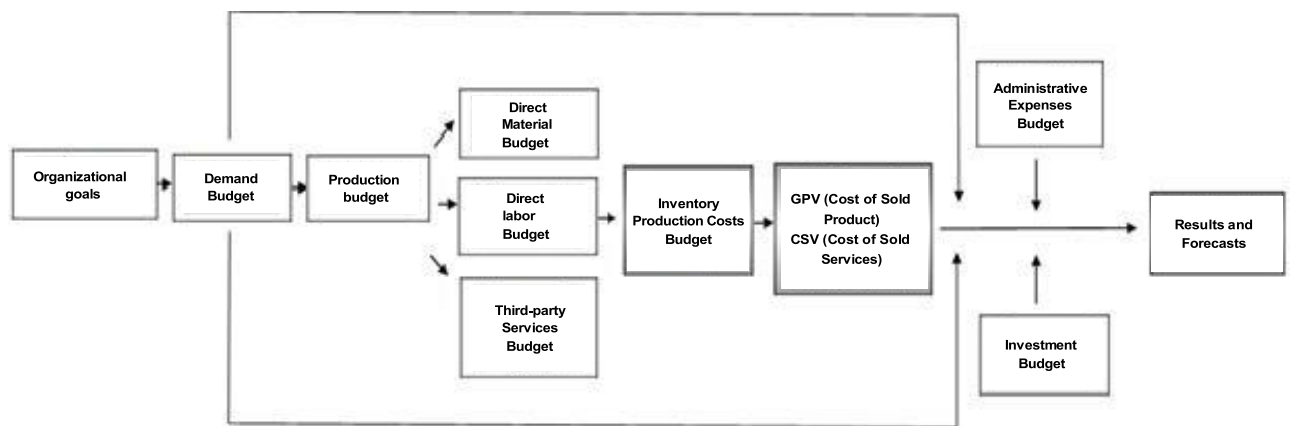 Organizational
goals
Demand
Budget
Production
budget
Direct
Material
Budget
Direct
labor
Budget
Third-party
Services
Budget
Inventory
Production Costs
Budget
GPV (Cost of Sold
Product)
CSV (Cost of Sold
Services)
Administrative
Expenses
Budget
Investment
Budget
Results and
Forecasts